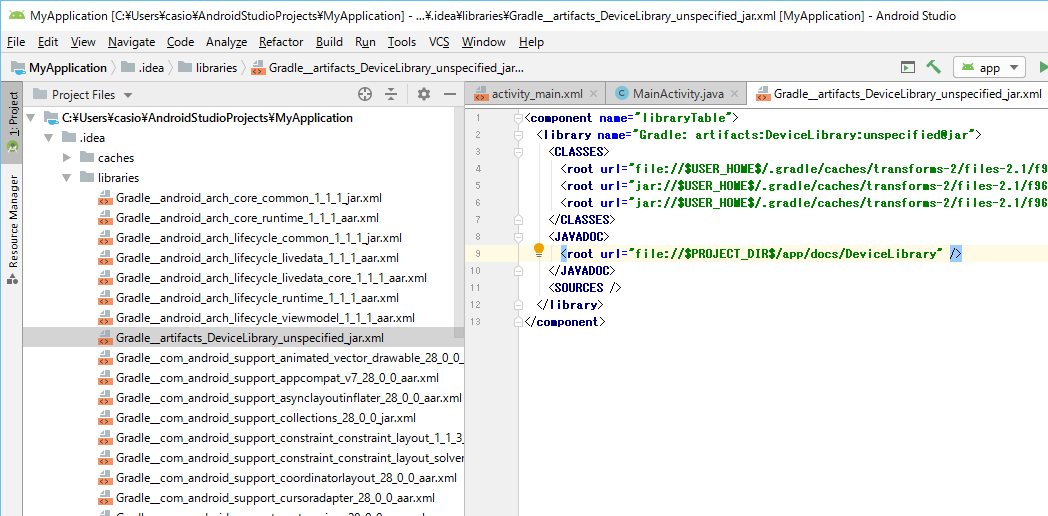 MyApplication [C:¥Users¥casio¥AndroidStudioProjects¥MyApplication] - ...¥.idea¥libraries¥Gradle__artifacts_DeviceLibrary_unspecified_jar.xml [MyApplication] - Android Studio
File Edit View Navigate Code Analyze Refactor Build Run Tools VCS Window Help
MyApplication .idea libraries Gradle__artifacts_DeviceLibrary_unspecified_jar... app
1: Project
Resource Manager
Project Files
C:¥Users¥casio¥AndroidStudioProjects¥MyApplication
.idea
caches
libraries
Gradle__android_arch_core_common_1_1_1_jar.xml
Gradle__android_arch_core_runtime_1_1_1_aar.xml
Gradle__android_arch_lifecycle_common_1_1_1_jar.xml
Gradle__android_arch_lifecycle_livedata_1_1_1_aar.xml
Gradle__android_arch_lifecycle_livedata_core_1_1_1_aar.xml
Gradle__android_arch_lifecycle_runtime_1_1_1_aar.xml
Gradle__android_arch_lifecycle_viewmodel_1_1_1_aar.xml
Gradle__artifacts_DeviceLibrary_unspecified_jar.xml
Gradle__com_android_support_animated_vector_drawable_28_0_0_
Gradle__com_android_support_appcompat_v7_28_0_0_aar.xml
Gradle__com_android_support_asynclayoutinflater_28_0_0_aar.xml
Gradle__com_android_support_collections_28_0_0_jar.xml
Gradle__com_android_support_constraint_constraint_layout_1_1_3_
Gradle__com_android_support_constraint_constraint_layout_solver
Gradle__com_android_support_coordinatorlayout_28_0_0_aar.xml
Gradle__com_android_support_cursoradapter_28_0_0_aar.xml
activity_main.xml MainActivity.java Gradle__artifacts_DeviceLibrary_unspecified_jar.xml
1 <component name="libraryTable">
2 <library name="Gradle: artifacts:DeviceLibrary:unspecified@jar">
3 <CLASSES>
4 <root url="file://$USER_HOME$/.gradle/caches/transforms-2/files-2.1/f96
5 <root url="jar://$USER_HOME$/.gradle/caches/transforms-2/files-2.1/f96
6 <root url="jar://$USER_HOME$/.gradle/caches/transforms-2/files-2.1/f96
7 </CLASSES>
8 <JAVADOC>
9 <root url="file://$PROJECT_DIR$/app/docs/DeviceLibrary" />
10 </JAVADOC>
11 <SOURCES />
12 </library>
13 </component>